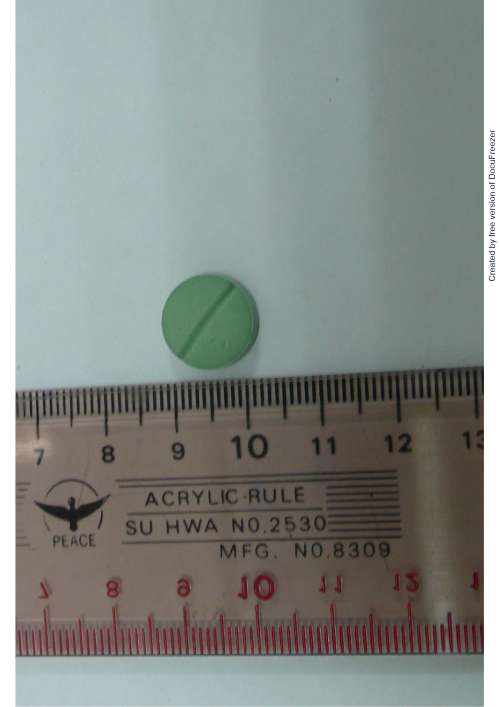 Created by free version of DocuFreezer
7 8 9 10 11 12 13
ACRYLIC·RULE
SU HWA NO.2530
PEACE
MFG. NO.8309
7 8 9 10 11 12